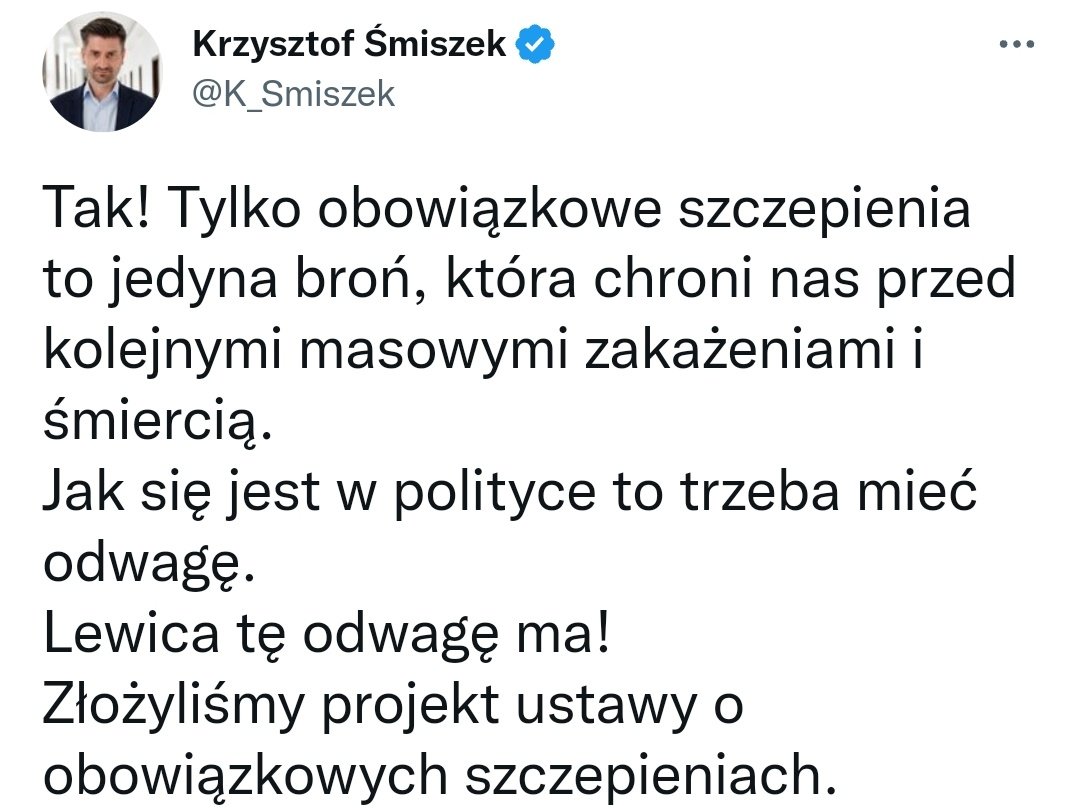 Krzysztof Śmiszek
@K_Smiszek
Tak! Tylko obowiązkowe szczepienia
to jedyna broń, która chroni nas przed
kolejnymi masowymi zakażeniami i
śmiercią.
Jak się jest w polityce to trzeba mieć
odwagę.
Lewica tę odwagę ma!
Złożyliśmy projekt ustawy o
obowiązkowych szczepieniach.